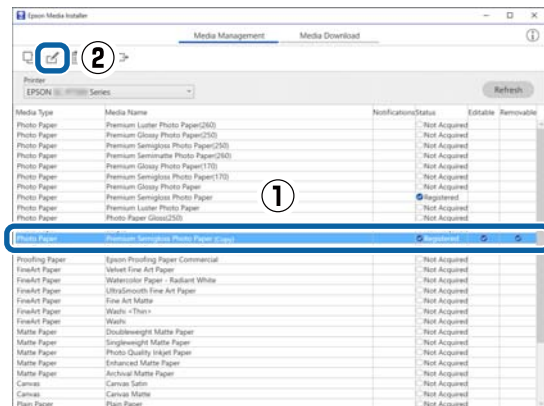 Epson Media Installer
Media Management Media Download
②
Printer
EPSON Series
Refresh
Media Type Media Name Notifications Status Editable Removable
Photo Paper Premium Luster Photo Paper(260) Not Acquired
Photo Paper Premium Glossy Photo Paper(250) Not Acquired
Photo Paper Premium Semigloss Photo Paper(250) Not Acquired
Photo Paper Premium Semimatte Photo Paper(260) Not Acquired
Photo Paper Premium Glossy Photo Paper(170) Not Acquired
Photo Paper Premium Semigloss Photo Paper(170) Not Acquired
Photo Paper Premium Glossy Photo Paper Not Acquired
Photo Paper Premium Semigloss Photo Paper Registered
Photo Paper Premium Luster Photo Paper Not Acquired
Photo Paper Photo Paper Gloss(250) Not Acquired
①
Photo Paper Premium Semigloss Photo Paper (Copy) Registered
Proofing Paper Epson Proofing Paper Commercial Not Acquired
FineArt Paper Velvet Fine Art Paper Not Acquired
FineArt Paper Watercolor Paper - Radiant White Not Acquired
FineArt Paper UltraSmooth Fine Art Paper Not Acquired
FineArt Paper Fine Art Matte Not Acquired
FineArt Paper Washi <Thin> Not Acquired
FineArt Paper Washi Not Acquired
Matte Paper Doubleweight Matte Paper Not Acquired
Matte Paper Singleweight Matte Paper Not Acquired
Matte Paper Photo Quality Inkjet Paper Not Acquired
Matte Paper Enhanced Matte Paper Not Acquired
Matte Paper Archival Matte Paper Not Acquired
Canvas Canvas Satin Not Acquired
Canvas Canvas Matte Not Acquired
Plain Paper Plain Paper Not Acquired